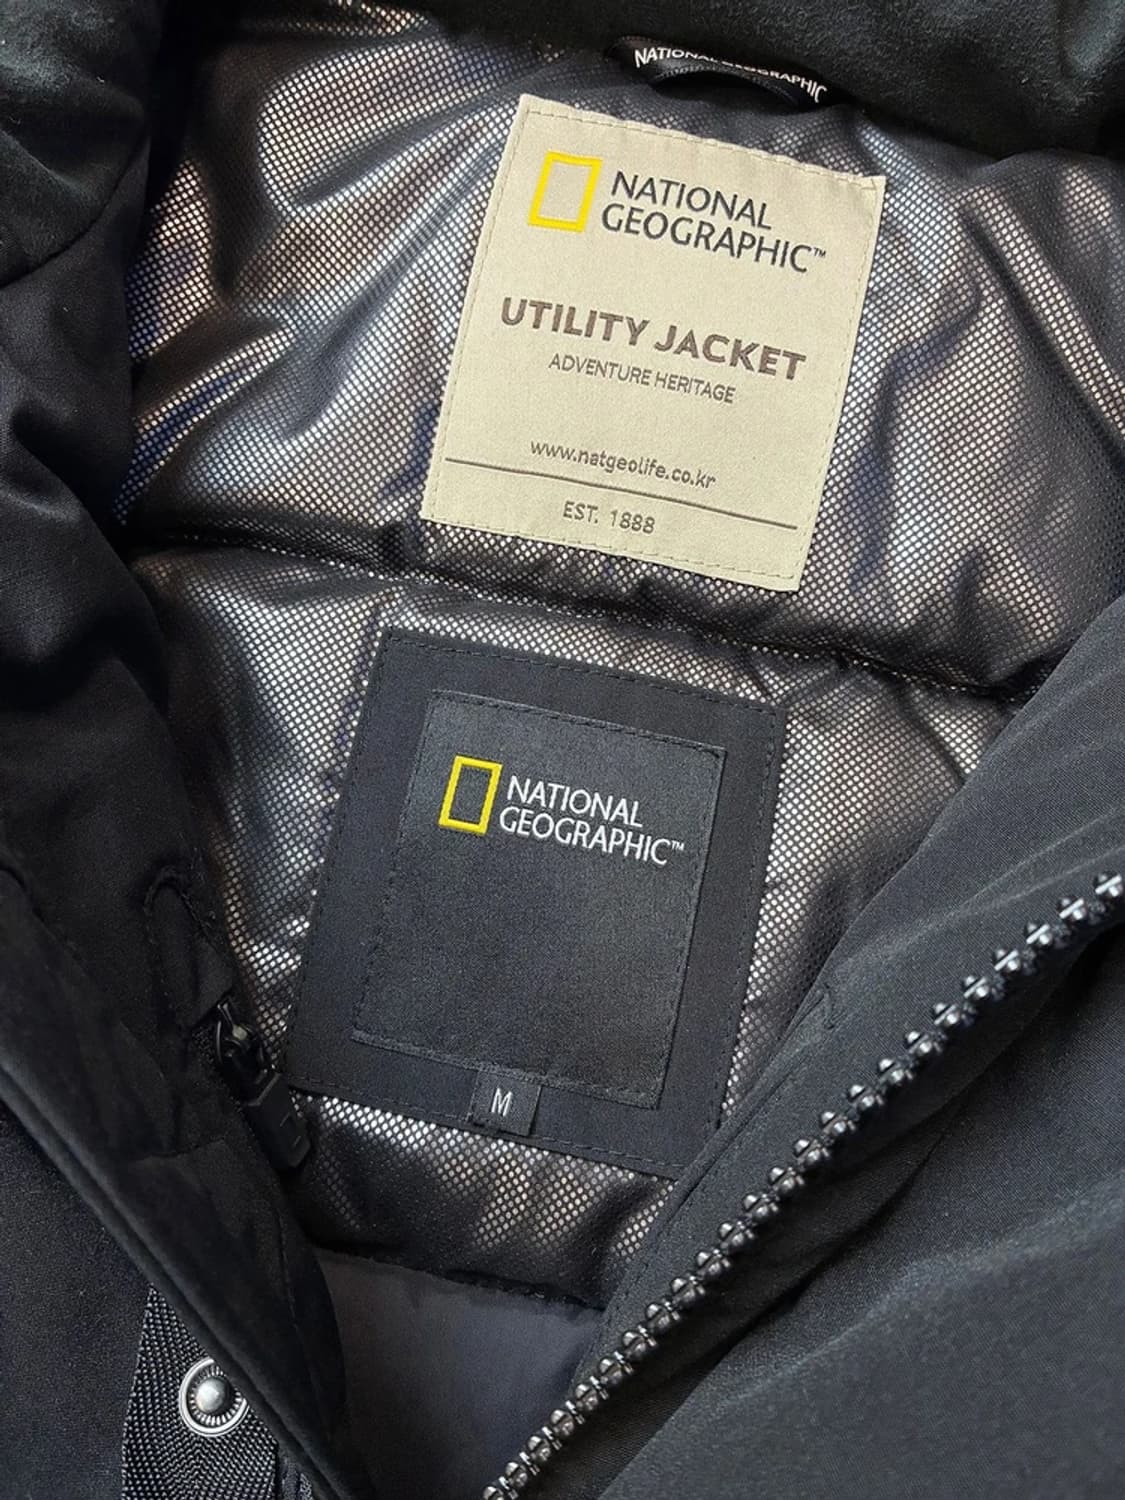 NATIONAL GEOGRAPHIC
NATIONAL
GEOGRAPHIC™
UTILITY JACKET
ADVENTURE HERITAGE
www.natgeolife.co.kr
EST. 1888
NATIONAL
GEOGRAPHIC™
M